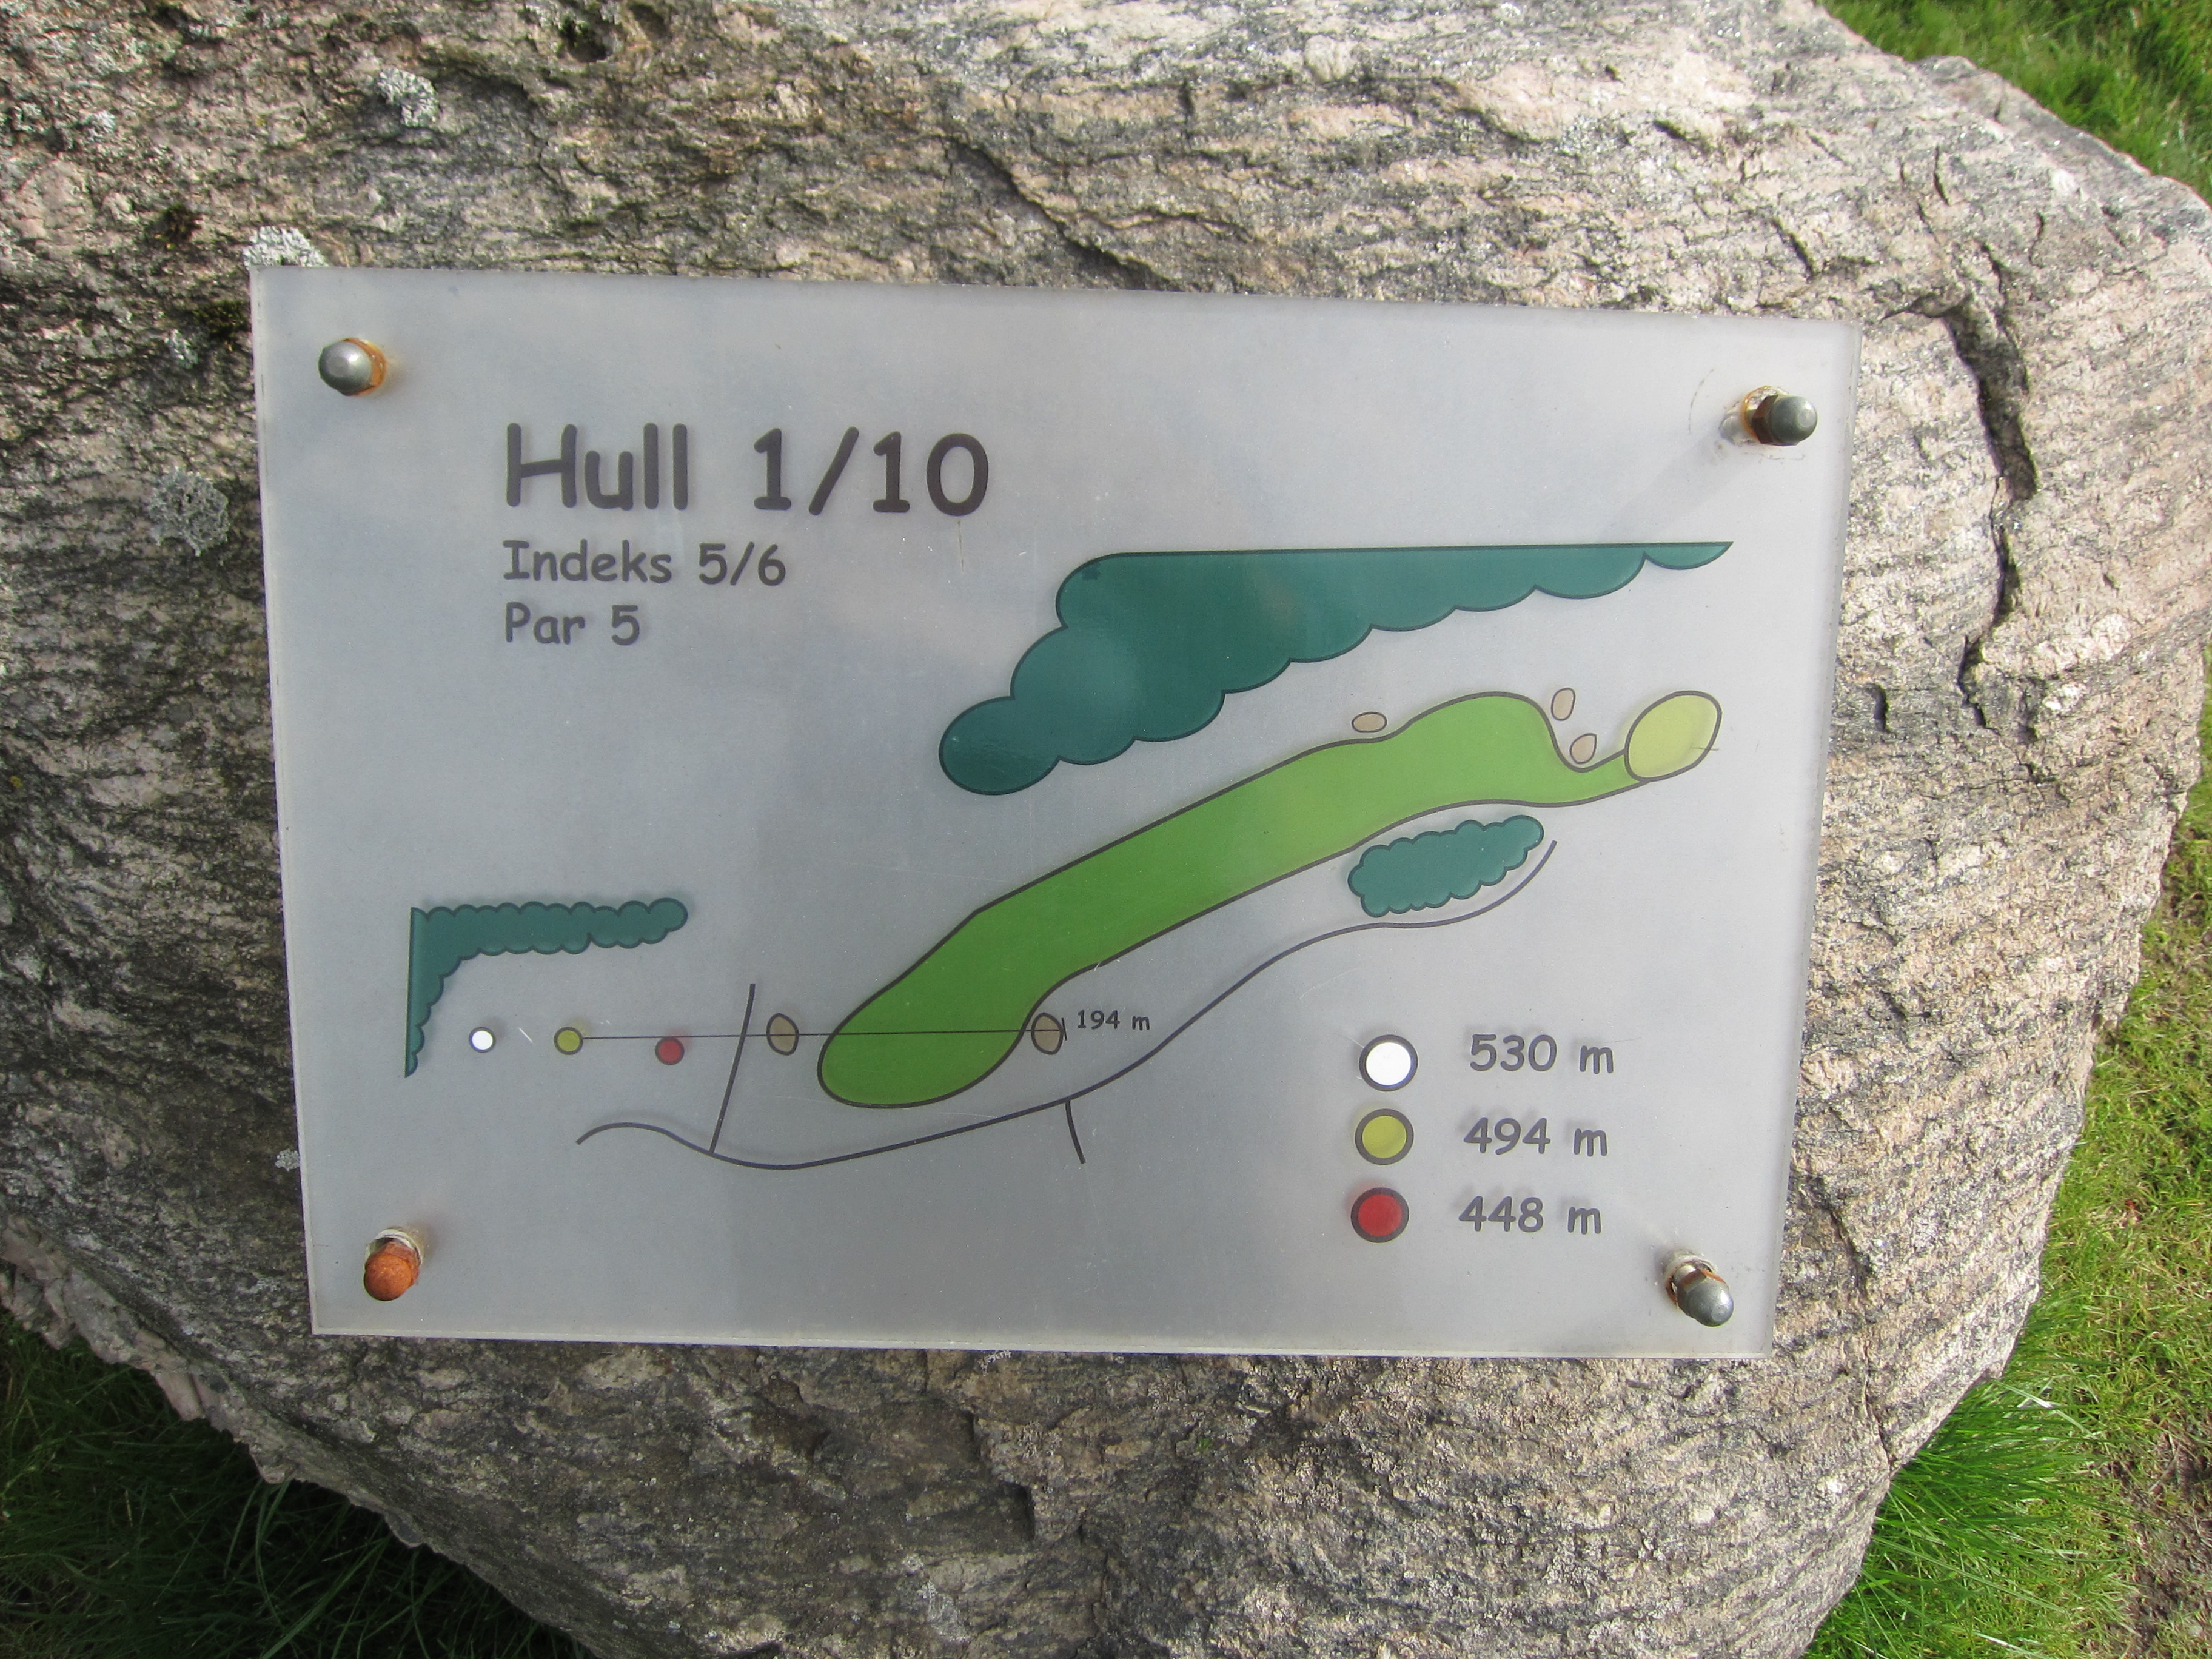 Hull 1/10
Indeks 5/6
Par 5
194 m
530 m
494 m
448 m